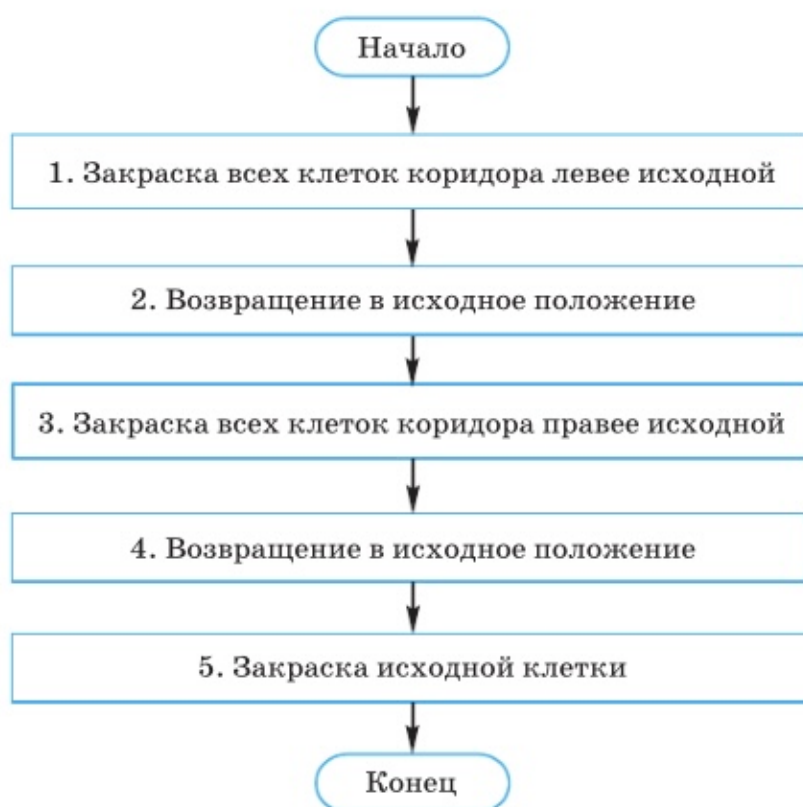 Начало
1. Закраска всех клеток коридора левее исходной
2. Возвращение в исходное положение
3. Закраска всех клеток коридора правее исходной
4. Возвращение в исходное положение
5. Закраска исходной клетки
Конец